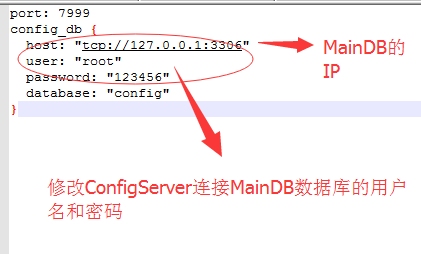 port: 7999
config_db {
host: "tcp://127.0.0.1:3306"
user: "root"
password: "123456"
database: "config"
}
MainDB的
IP
修改ConfigServer连接MainDB数据库的用户
名和密码